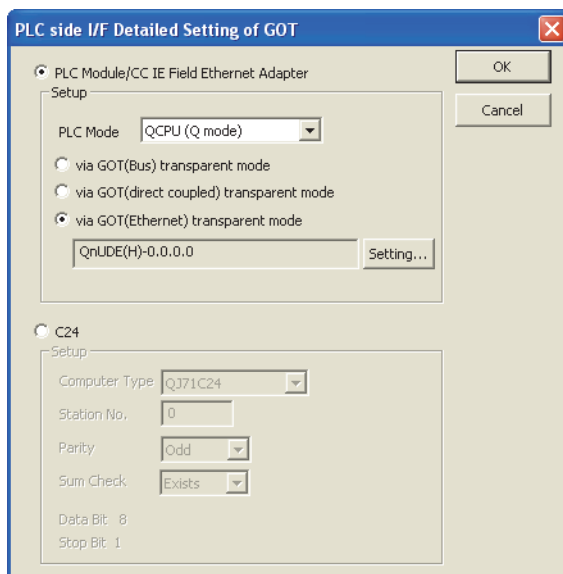 PLC side I/F Detailed Setting of GOT
PLC Module/CC IE Field Ethernet Adapter
OK
Setup
Cancel
PLC Mode QCPU (Q mode)
via GOT(Bus) transparent mode
via GOT(direct coupled) transparent mode
via GOT(Ethernet) transparent mode
QnUDE(H)-0.0.0.0 Setting...
C24
Setup
Computer Type QJ71C24
Station No. 0
Parity Odd
Sum Check Exists
Data Bit 8
Stop Bit 1